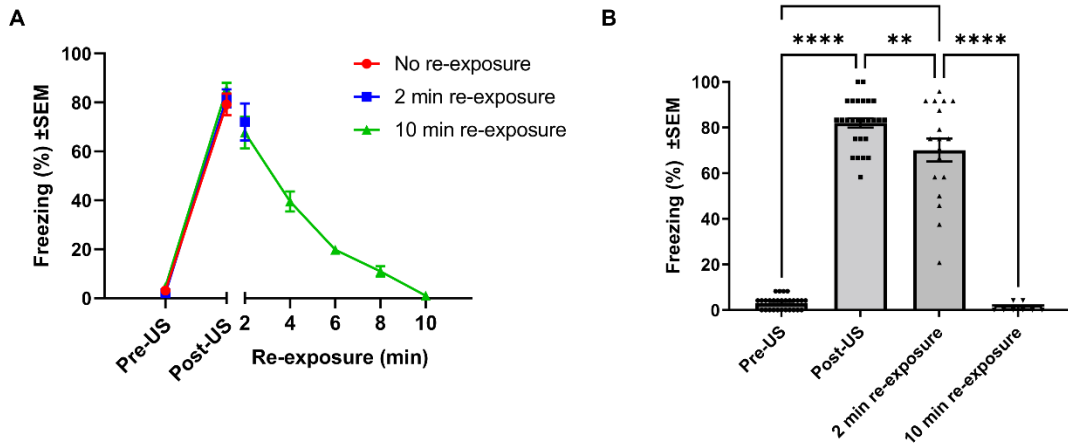 A
Freezing (%) ±SEM
100
80
60
40
20
0
Pre-US
Post-US
2
4
6
8
10
Re-exposure (min)
No re-exposure
2 min re-exposure
10 min re-exposure
B
**** ** ****
Freezing (%) ±SEM
100
80
60
40
20
0
Pre-US
Post-US
2 min re-exposure
10 min re-exposure